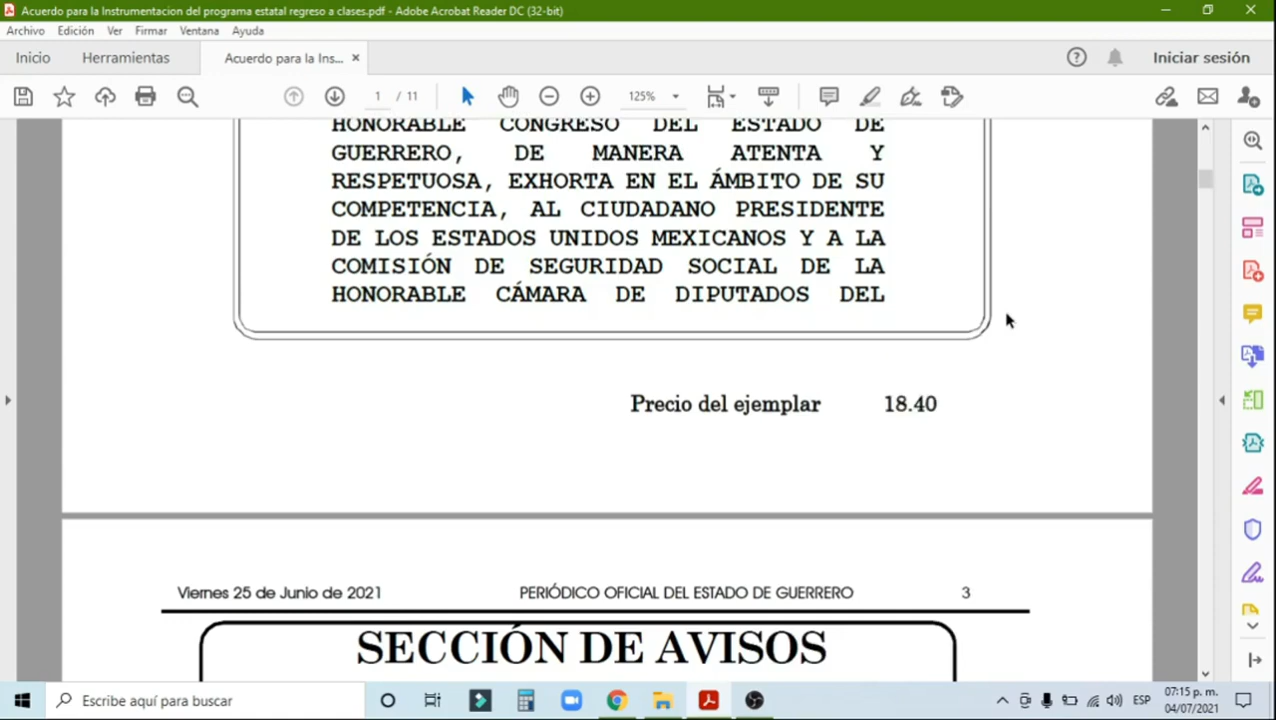 Acuerdo para la Instrumentacion del programa estatal regreso a clases.pdf - Adobe Acrobat Reader DC (32-bit)
Archivo Edición Ver Firmar Ventana Ayuda
Inicio Herramientas Acuerdo para la Ins... Iniciar sesión
1 / 11 125%
HONORABLE CONGRESO DEL ESTADO DE
GUERRERO, DE MANERA ATENTA Y
RESPETUOSA, EXHORTA EN EL ÁMBITO DE SU
COMPETENCIA, AL CIUDADANO PRESIDENTE
DE LOS ESTADOS UNIDOS MEXICANOS Y A LA
COMISIÓN DE SEGURIDAD SOCIAL DE LA
HONORABLE CÁMARA DE DIPUTADOS DEL
Precio del ejemplar 18.40
Viernes 25 de Junio de 2021 PERIÓDICO OFICIAL DEL ESTADO DE GUERRERO 3
SECCIÓN DE AVISOS
Escribe aquí para buscar
ESP
07:15 p. m.
04/07/2021